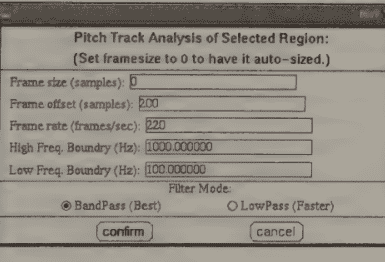 Pitch Track Analysis of Selected Region:
(Set framesize to 0 to have it auto-sized.)
Frame size (samples): 0
Frame offset (samples): 200
Frame rate (frames/sec): 220
High Freq. Boundry (Hz): 1000.000000
Low Freq. Boundry (Hz): 100.000000
Filter Mode:
BandPass (Best) LowPass (Faster)
confirm cancel